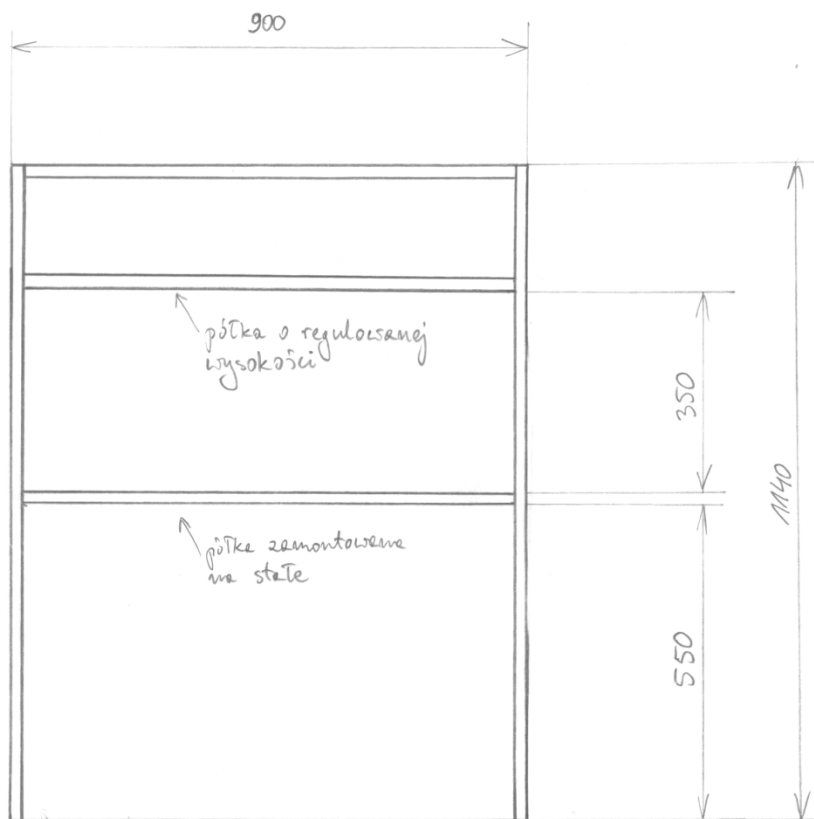 900
półka o regulowanej
wysokości
350
1140
półka zamontowana
na stałe
550